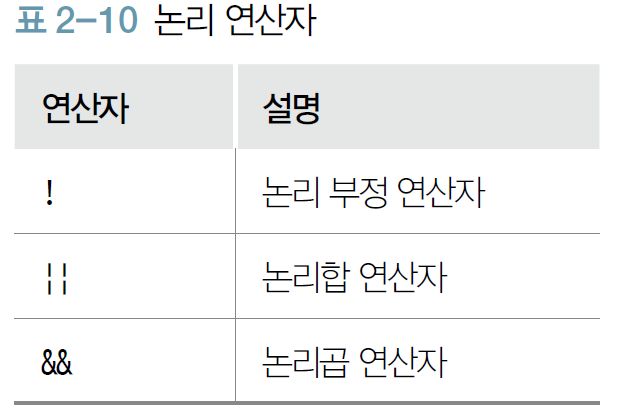 표 2-10 논리 연산자
연산자 설명
! 논리 부정 연산자
¦¦ 논리합 연산자
&& 논리곱 연산자